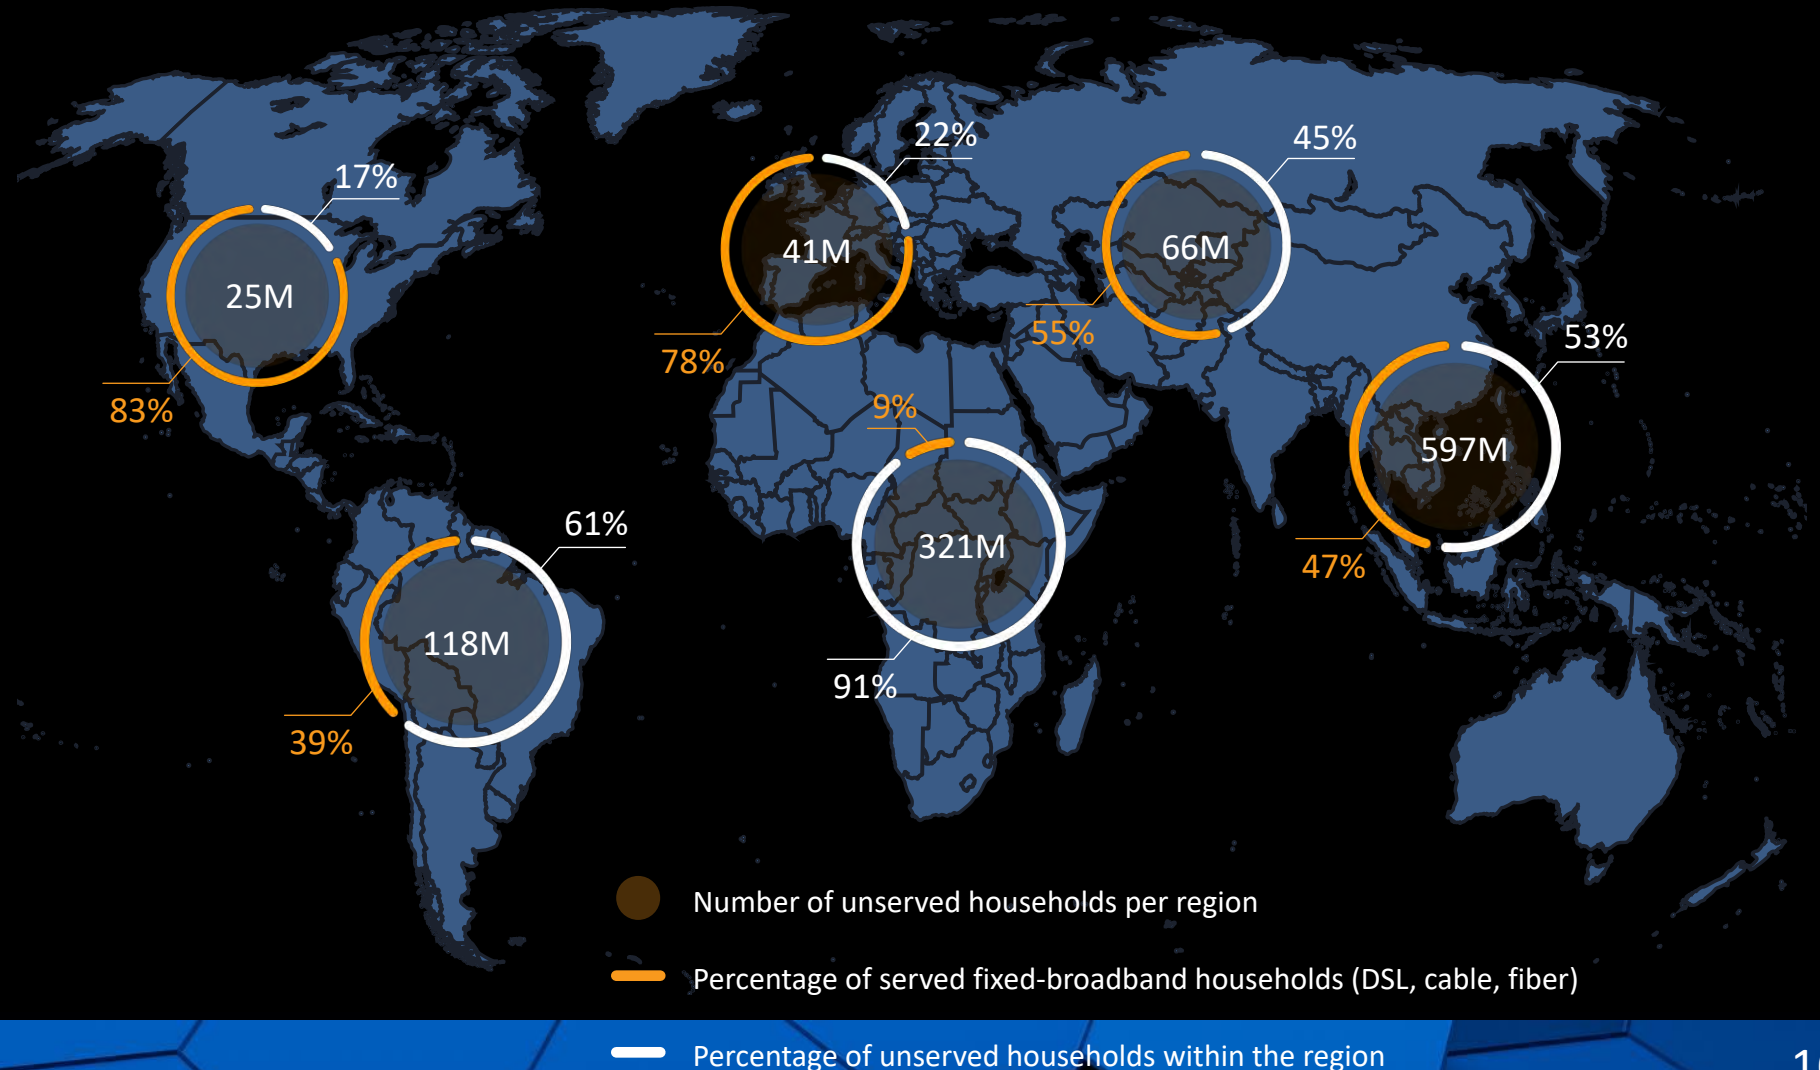 22%
45%
17%
41M
66M
25M
55%
53%
78%
83%
9%
597M
61%
321M
47%
118M
91%
39%
Number of unserved households per region
Percentage of served fixed-broadband households (DSL, cable, fiber)
Percentage of unserved households within the region